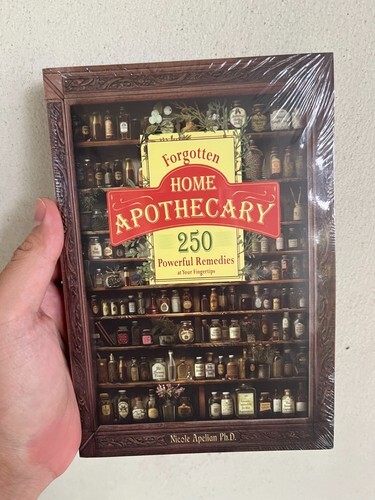 Forgotten
HOME
APOTHECARY
250
Powerful Remedies
at Your Fingertips
Nicole Apelian Ph.D.